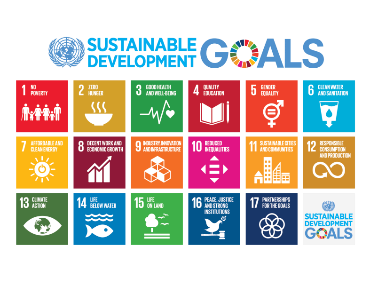 SUSTAINABLE
DEVELOPMENT
GOALS
1 NO
POVERTY
2 ZERO
HUNGER
3 GOOD HEALTH
AND WELL-BEING
4 QUALITY
EDUCATION
5 GENDER
EQUALITY
6 CLEAN WATER
AND SANITATION
7 AFFORDABLE AND
CLEAN ENERGY
8 DECENT WORK AND
ECONOMIC GROWTH
9 INDUSTRY, INNOVATION
AND INFRASTRUCTURE
10 REDUCED
INEQUALITIES
11 SUSTAINABLE CITIES
AND COMMUNITIES
12 RESPONSIBLE
CONSUMPTION
AND PRODUCTION
13 CLIMATE
ACTION
14 LIFE
BELOW WATER
15 LIFE
ON LAND
16 PEACE, JUSTICE
AND STRONG
INSTITUTIONS
17 PARTNERSHIPS
FOR THE GOALS
SUSTAINABLE
DEVELOPMENT
GOALS